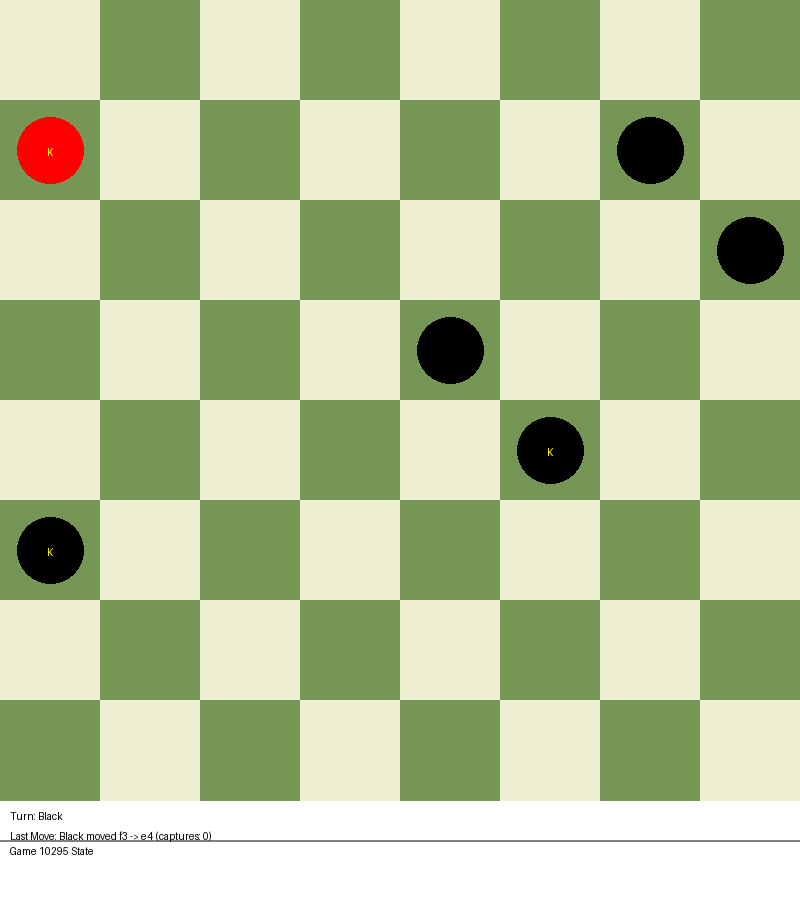 K
K
K
Turn: Black
Last Move: Black moved f3 -> e4 (captures: 0)
Game 10295 State